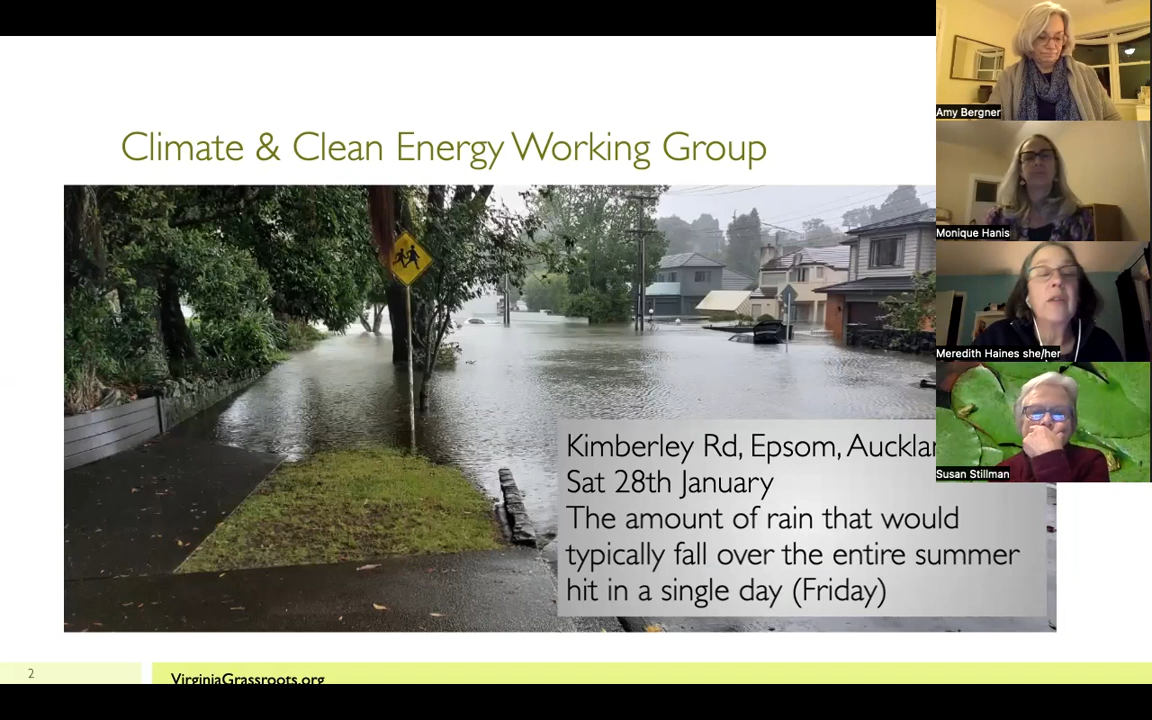 Climate & Clean Energy Working Group
Kimberley Rd, Epsom,
Sat 28th January
The amount of rain that would
typically fall over the entire summer
hit in a single day (Friday)
2
VirginiaGrassroots.org
Amy Bergner
Monique Hanis
Meredith Haines she/her
Susan Stillman